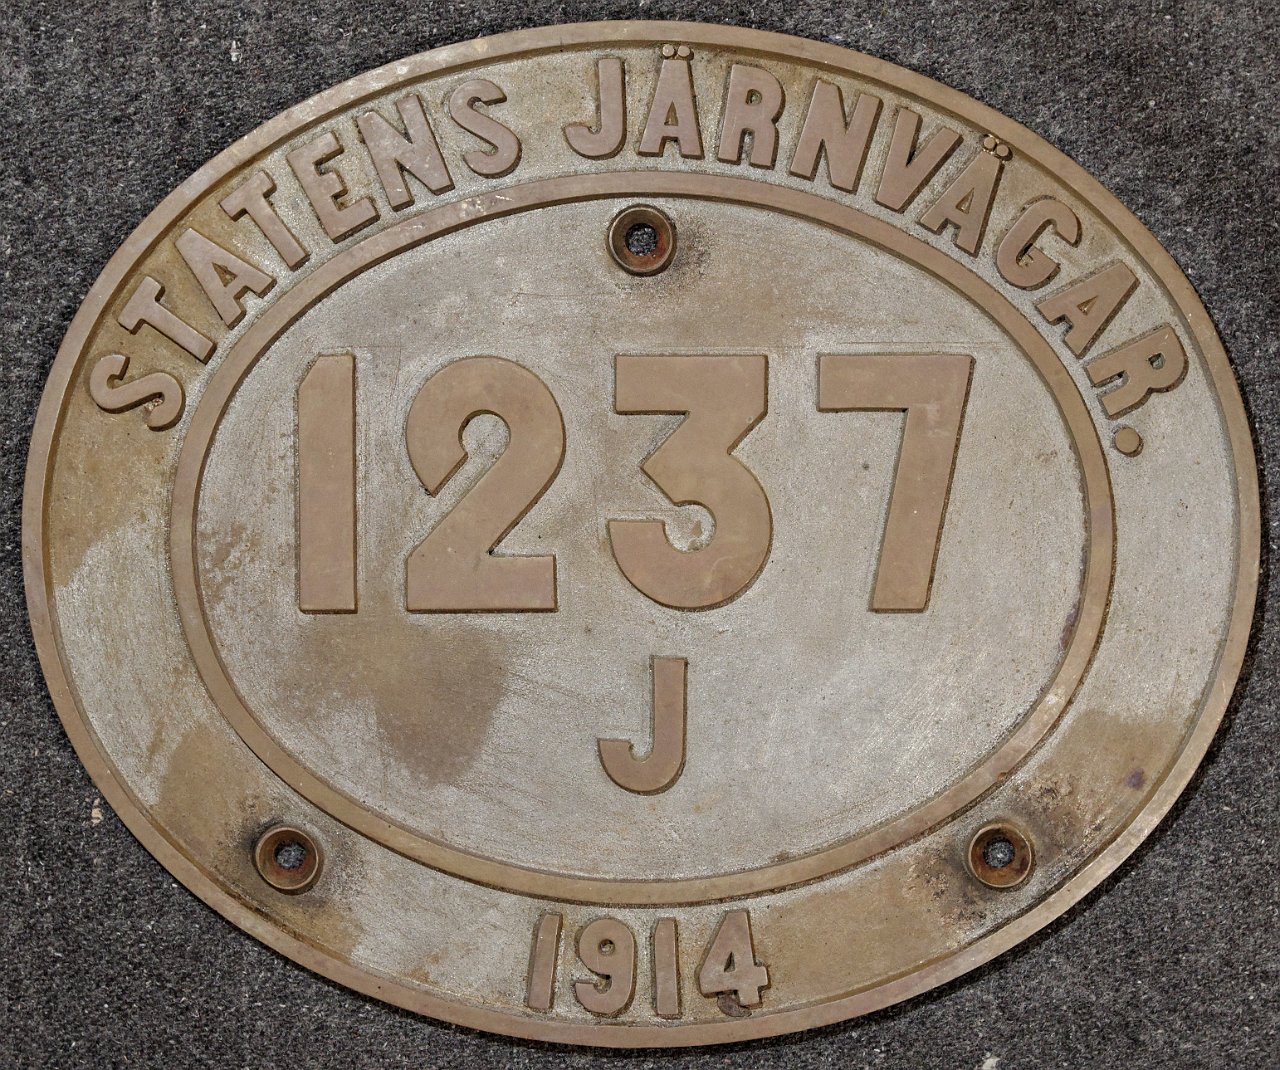 STATENS JÄRNVÄGAR.
1237
J
1914